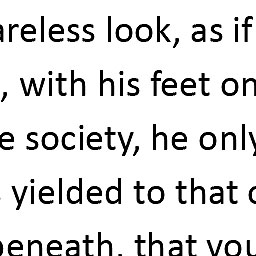 areless look, as if
, with his feet on
e society, he only
yielded to that
beneath, that you